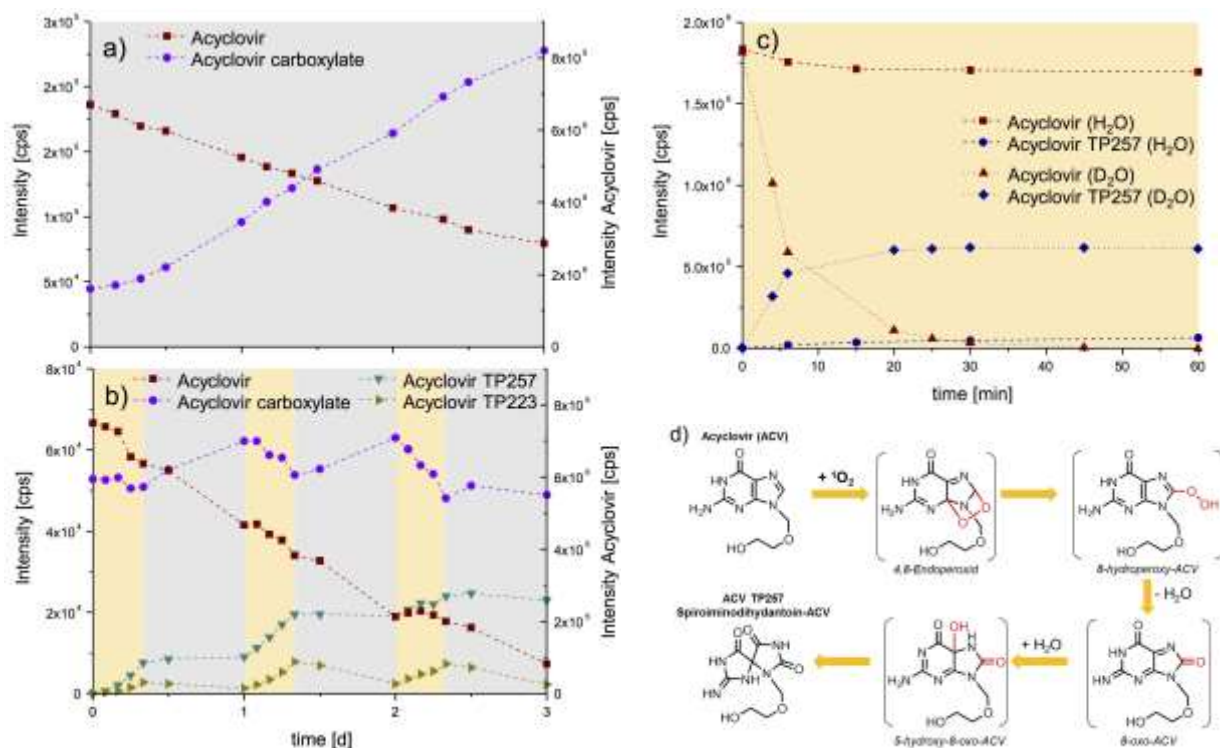 a)
Acyclovir
Acyclovir carboxylate
3x10⁵
2x10⁵
2x10⁵
1x10⁵
5x10⁴
0
Intensity [cps]
8x10⁶
6x10⁶
4x10⁶
2x10⁶
0
Intensity Acyclovir [cps]
b)
Acyclovir
Acyclovir carboxylate
Acyclovir TP257
Acyclovir TP223
8x10⁴
6x10⁴
4x10⁴
2x10⁴
0
Intensity [cps]
8x10⁶
6x10⁶
4x10⁶
2x10⁶
0
Intensity Acyclovir [cps]
0 1 2 3
time [d]
c)
2.0x10⁶
1.5x10⁶
1.0x10⁶
5.0x10⁵
0.0
Intensity [cps]
Acyclovir (H₂O)
Acyclovir TP257 (H₂O)
Acyclovir (D₂O)
Acyclovir TP257 (D₂O)
0 10 20 30 40 50 60
time [min]
d)
Acyclovir (ACV)
+ ¹O₂
4,8-Endoperoxid
8-hydroperoxy-ACV
- H₂O
8-oxo-ACV
+ H₂O
5-hydroxy-8-oxo-ACV
ACV TP257
Spiroiminodihydantoin-ACV